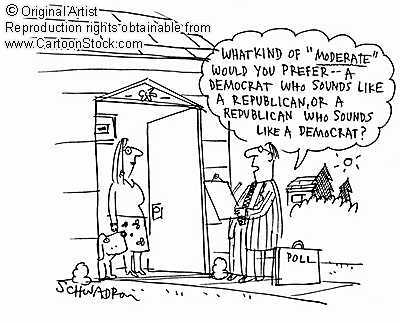 © Original Artist
Reproduction rights obtainable from
www.CartoonStock.com
WHAT KIND OF "MODERATE"
WOULD YOU PREFER--A
DEMOCRAT WHO SOUNDS LIKE
A REPUBLICAN, OR A
REPUBLICAN WHO SOUNDS
LIKE A DEMOCRAT?
POLL
SCHWADRON